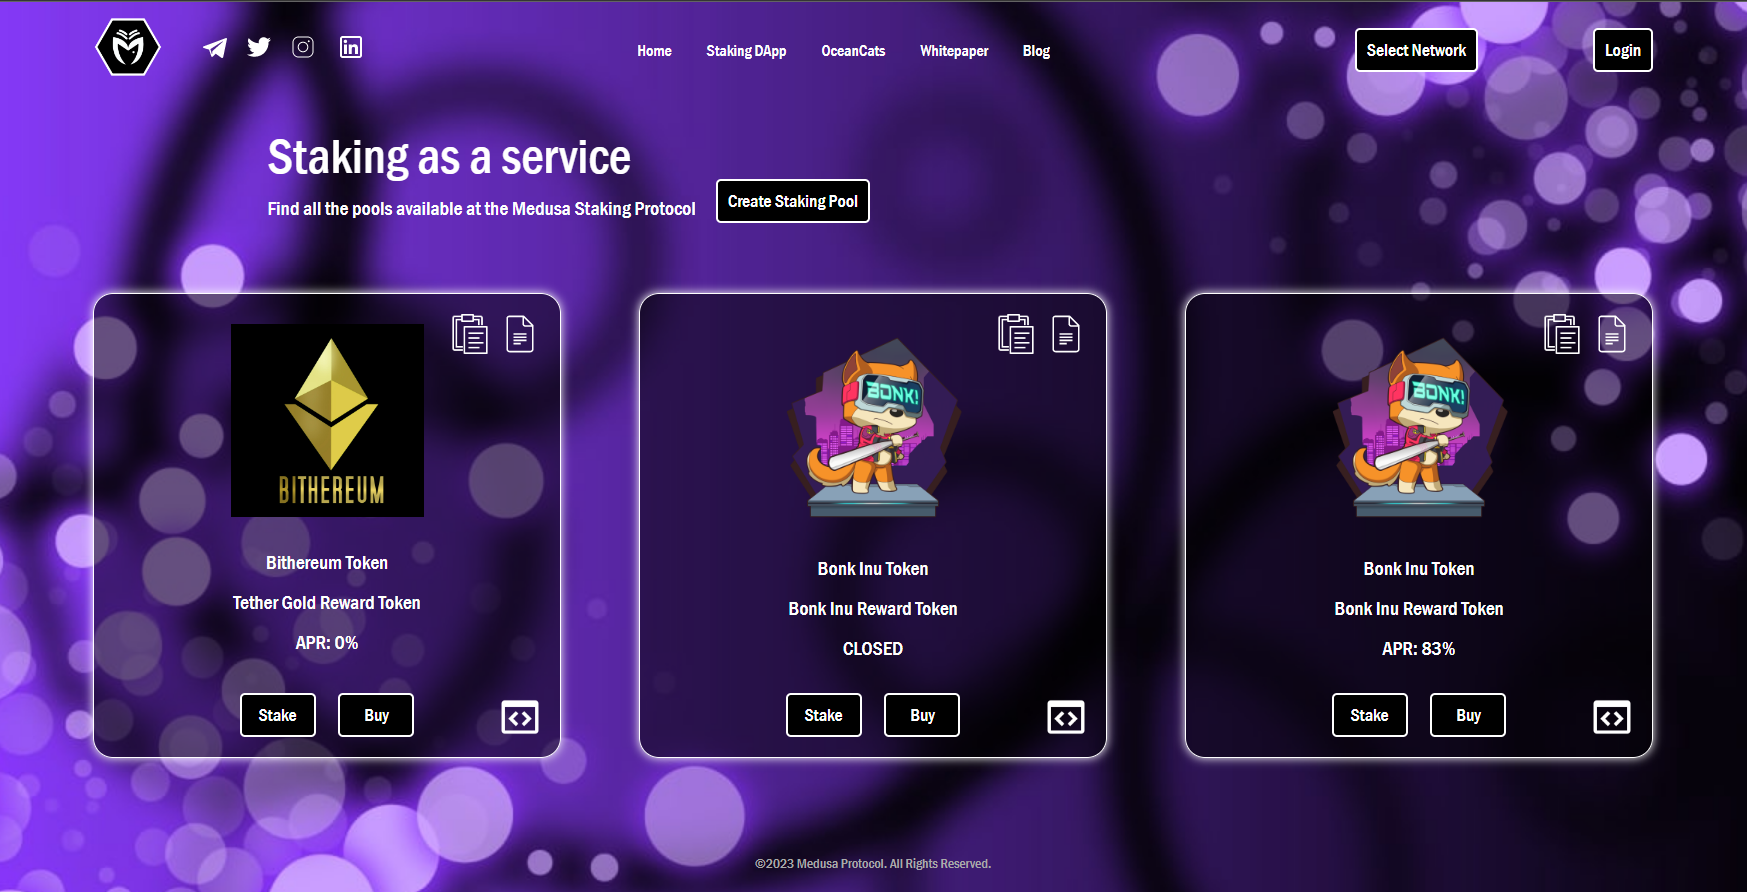 Home Staking DApp OceanCats Whitepaper Blog Select Network Login
Staking as a service
Find all the pools available at the Medusa Staking Protocol
Create Staking Pool
BITHEREUM
Bithereum Token
Tether Gold Reward Token
APR: 0%
Stake Buy
BONK!
Bonk Inu Token
Bonk Inu Reward Token
CLOSED
Stake Buy
BONK!
Bonk Inu Token
Bonk Inu Reward Token
APR: 83%
Stake Buy
©2023 Medusa Protocol. All Rights Reserved.